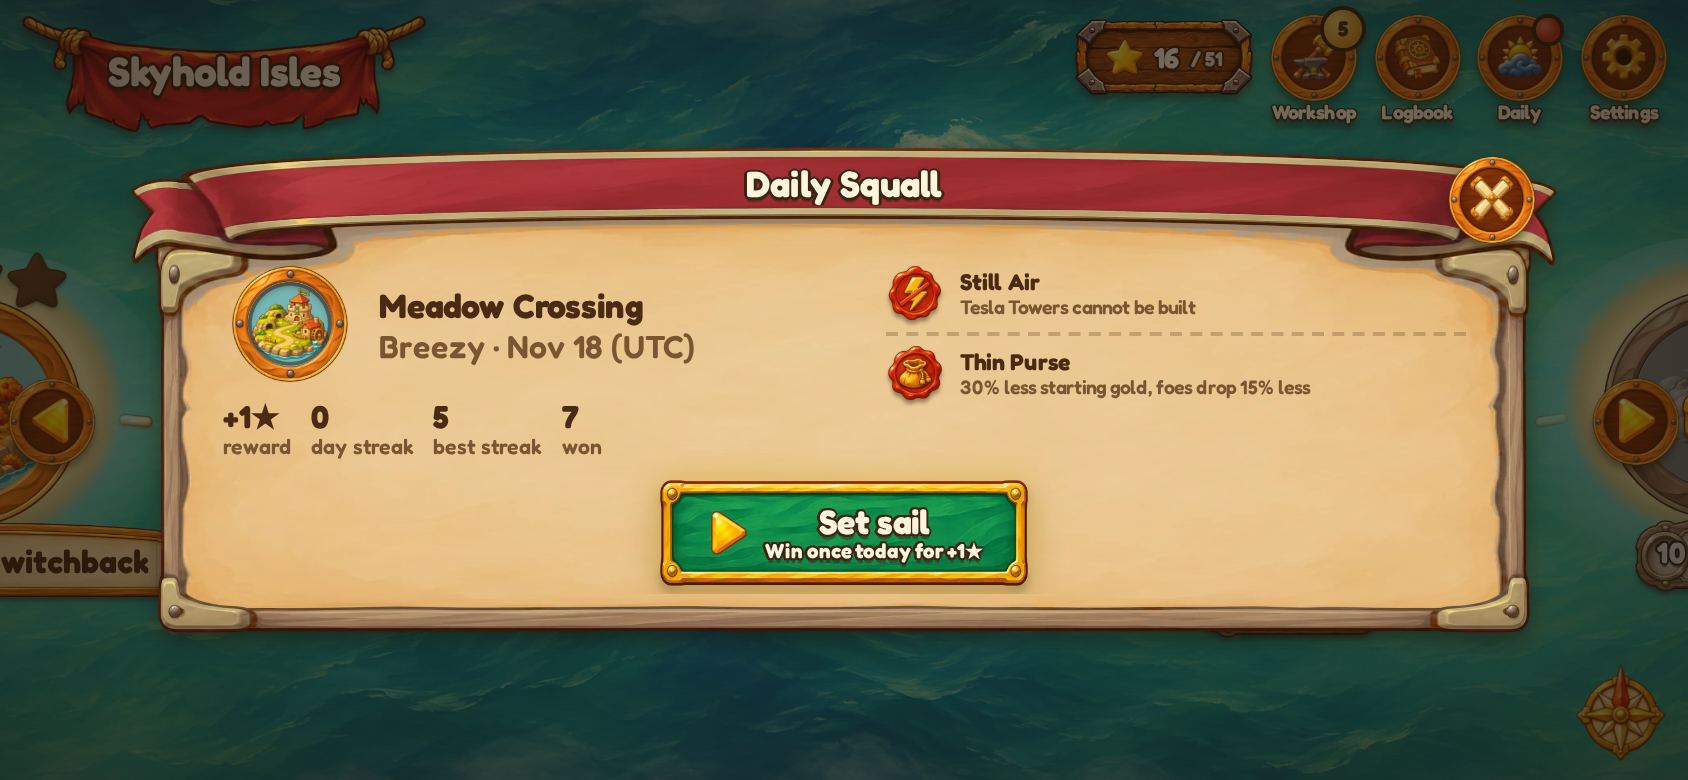 Skyhold Isles
16 / 51
5
Workshop
Logbook
Daily
Settings
Daily Squall
Meadow Crossing
Breezy · Nov 18 (UTC)
+1★
reward
0
day streak
5
best streak
7
won
Still Air
Tesla Towers cannot be built
Thin Purse
30% less starting gold, foes drop 15% less
Set sail
Win once today for +1★
witchback
10